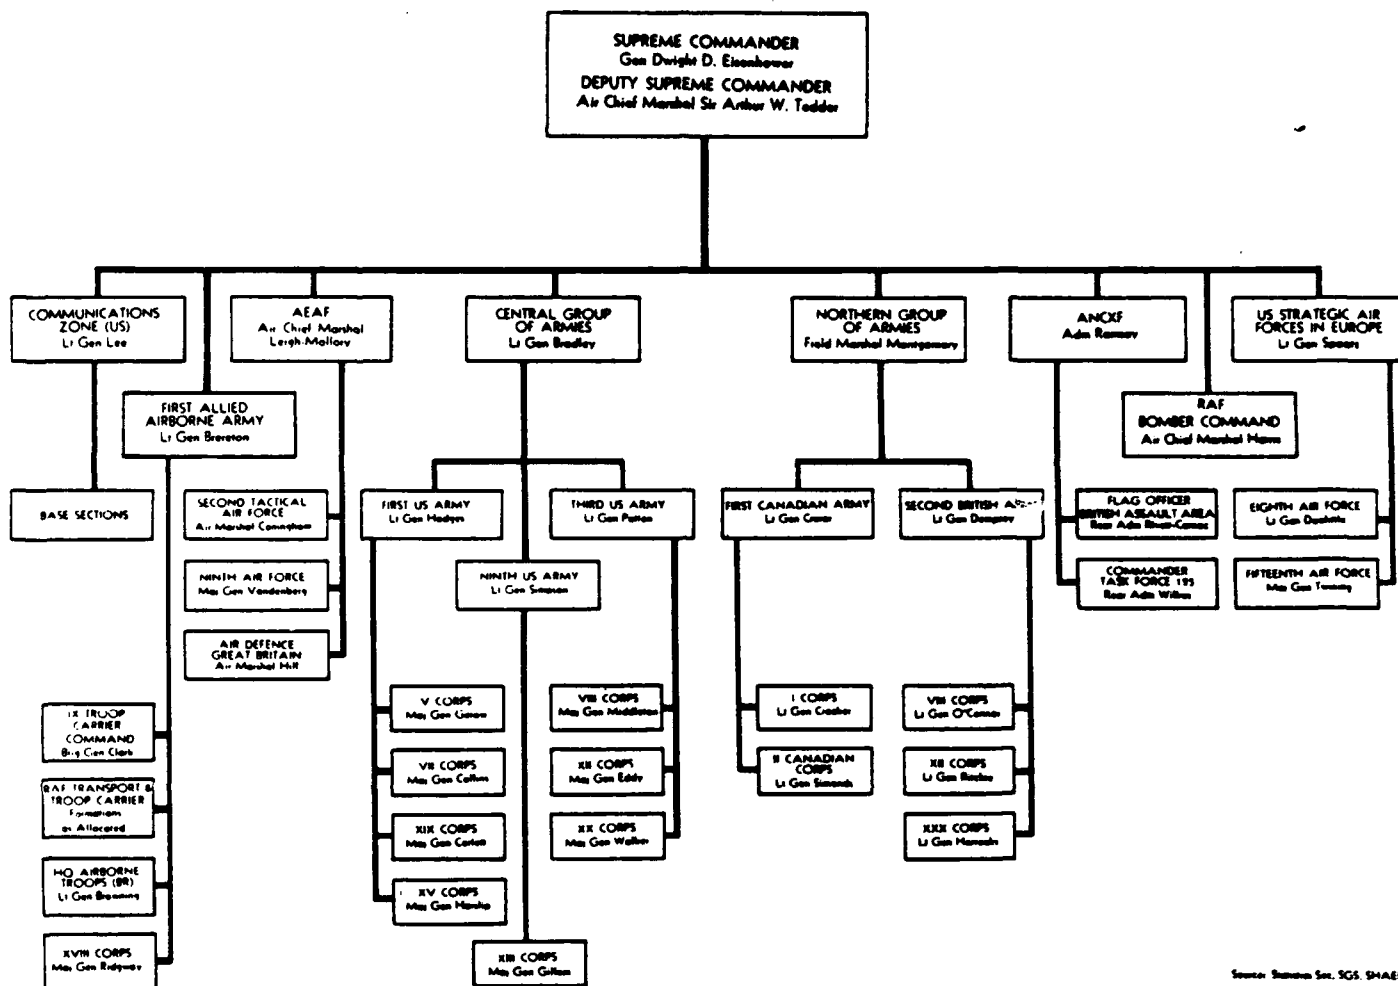 SUPREME COMMANDER
Gen Dwight D. Eisenhower
DEPUTY SUPREME COMMANDER
Air Chief Marshal Sir Arthur W. Tedder
COMMUNICATIONS
ZONE (US)
Lt Gen Lee
AEAF
Air Chief Marshal
Leigh-Mallory
CENTRAL GROUP
OF ARMIES
Lt Gen Bradley
NORTHERN GROUP
OF ARMIES
Field Marshal Montgomery
ANCXF
Adm Ramsay
US STRATEGIC AIR
FORCES IN EUROPE
Lt Gen Spaatz
FIRST ALLIED
AIRBORNE ARMY
Lt Gen Brereton
RAF
BOMBER COMMAND
Air Chief Marshal Harris
BASE SECTIONS
SECOND TACTICAL
AIR FORCE
Air Marshal Coningham
FIRST US ARMY
Lt Gen Hodges
THIRD US ARMY
Lt Gen Patton
FIRST CANADIAN ARMY
Lt Gen Crerar
SECOND BRITISH
Lt Gen Dempsey
FLAG OFFICER
BRITISH ASSAULT AREA
Rear Adm Rivett-Carnac
EIGHTH AIR FORCE
Lt Gen Doolittle
NINTH AIR FORCE
Maj Gen Vandenberg
NINTH US ARMY
Lt Gen Simpson
COMMANDER
TASK FORCE 195
Rear Adm Wilkes
FIFTEENTH AIR FORCE
Maj Gen Twining
AIR DEFENCE
GREAT BRITAIN
Air Marshal Hill
IX TROOP
CARRIER
COMMAND
Brig Gen Clark
V CORPS
Maj Gen Gerow
VIII CORPS
Maj Gen Middleton
I CORPS
Lt Gen Crocker
VIII CORPS
Lt Gen O'Connor
RAF TRANSPORT &
TROOP CARRIER
Formations
as Allocated
VII CORPS
Maj Gen Collins
XII CORPS
Maj Gen Eddy
II CANADIAN
CORPS
Lt Gen Simonds
XII CORPS
Lt Gen Ritchie
XIX CORPS
Maj Gen Corlett
XX CORPS
Maj Gen Walker
XXX CORPS
Lt Gen Horrocks
HQ AIRBORNE
TROOPS (BR)
Lt Gen Browning
XV CORPS
Maj Gen Haislip
XVIII CORPS
Maj Gen Ridgway
XIII CORPS
Maj Gen Gillem
Source: Sec, SGS, SHAEF